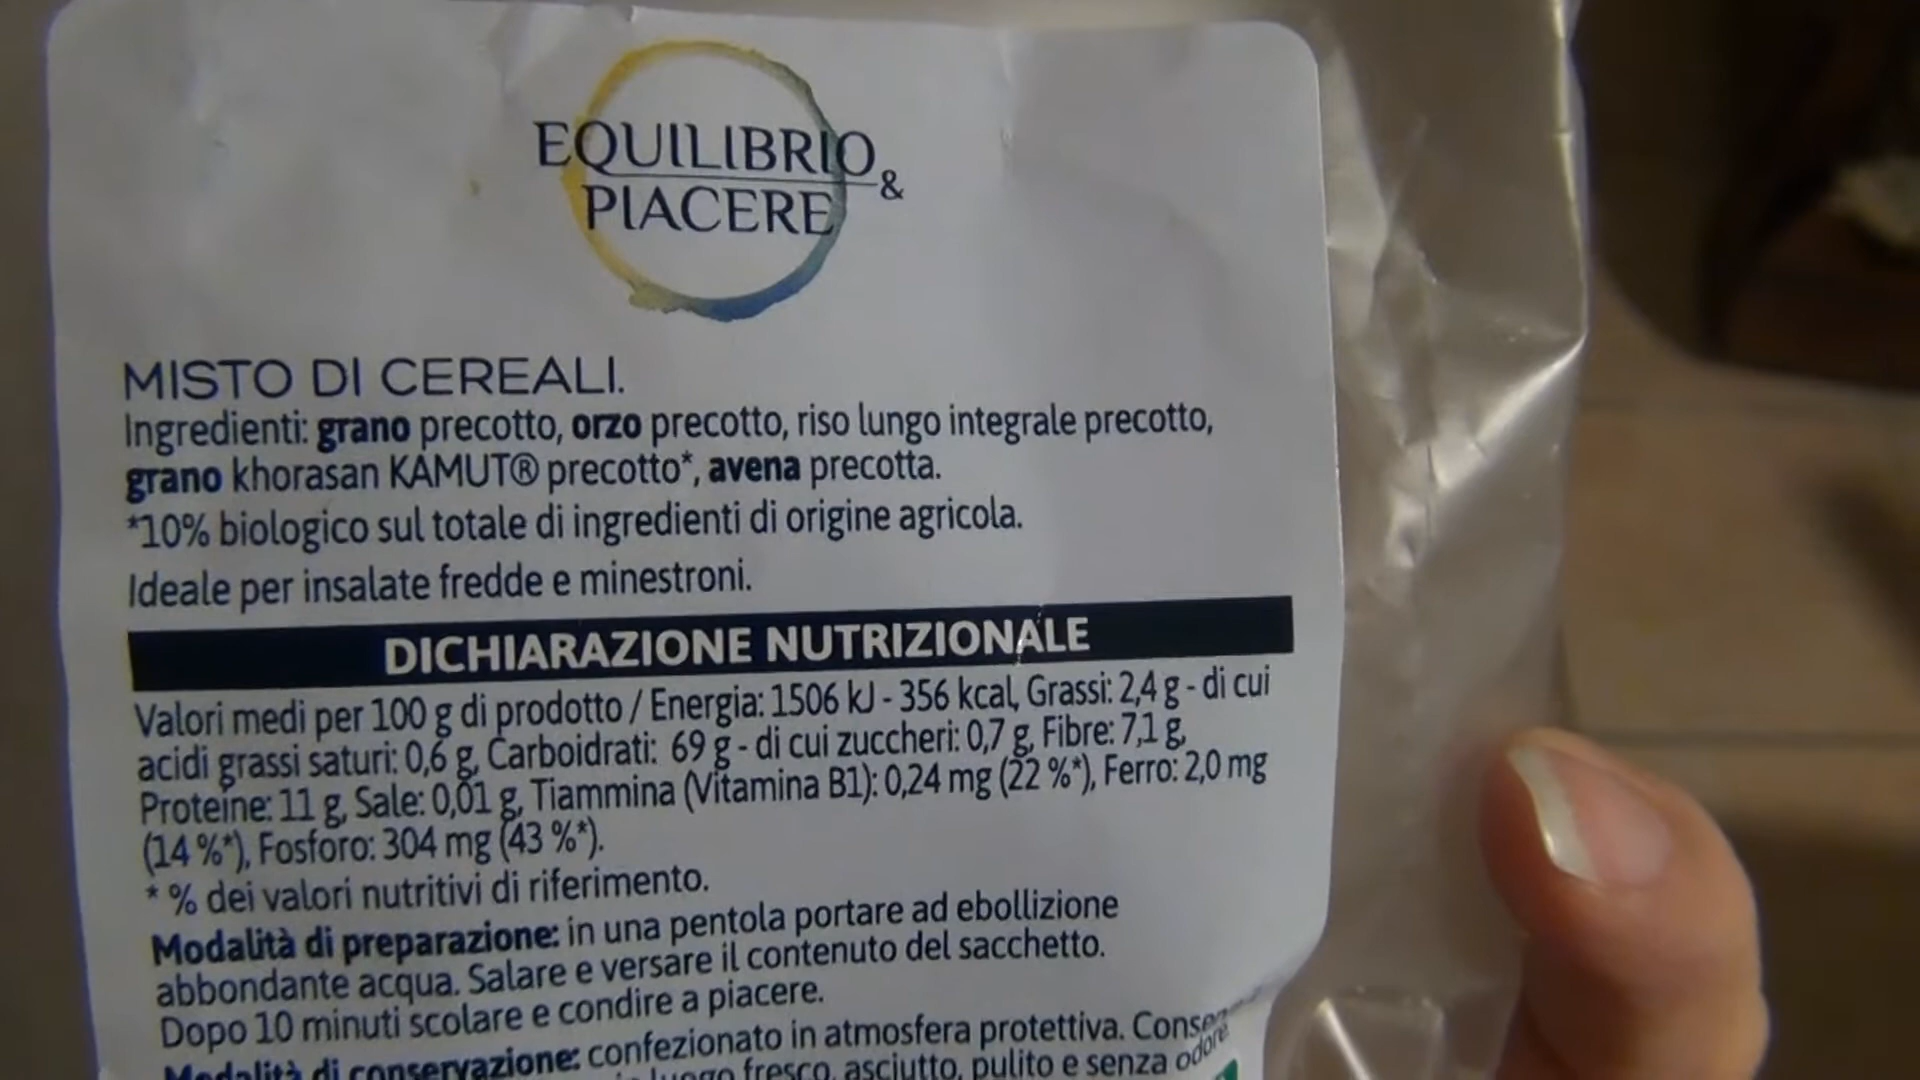 EQUILIBRIO
&
PIACERE
MISTO DI CEREALI.
Ingredienti: grano precotto, orzo precotto, riso lungo integrale precotto,
grano khorasan KAMUT® precotto*, avena precotta.
*10% biologico sul totale di ingredienti di origine agricola.
Ideale per insalate fredde e minestroni.
DICHIARAZIONE NUTRIZIONALE
Valori medi per 100 g di prodotto / Energia: 1506 kJ - 356 kcal, Grassi: 2,4 g - di cui
acidi grassi saturi: 0,6 g, Carboidrati: 69 g - di cui zuccheri: 0,7 g, Fibre: 7,1 g,
Proteine: 11 g, Sale: 0,01 g, Tiammina (Vitamina B1): 0,24 mg (22 %*), Ferro: 2,0 mg
(14 %*), Fosforo: 304 mg (43 %*).
* % dei valori nutritivi di riferimento.
Modalità di preparazione: in una pentola portare ad ebollizione
abbondante acqua. Salare e versare il contenuto del sacchetto.
Dopo 10 minuti scolare e condire a piacere.
Modalità di conservazione: confezionato in atmosfera protettiva.
luogo fresco, asciutto, pulito e senza